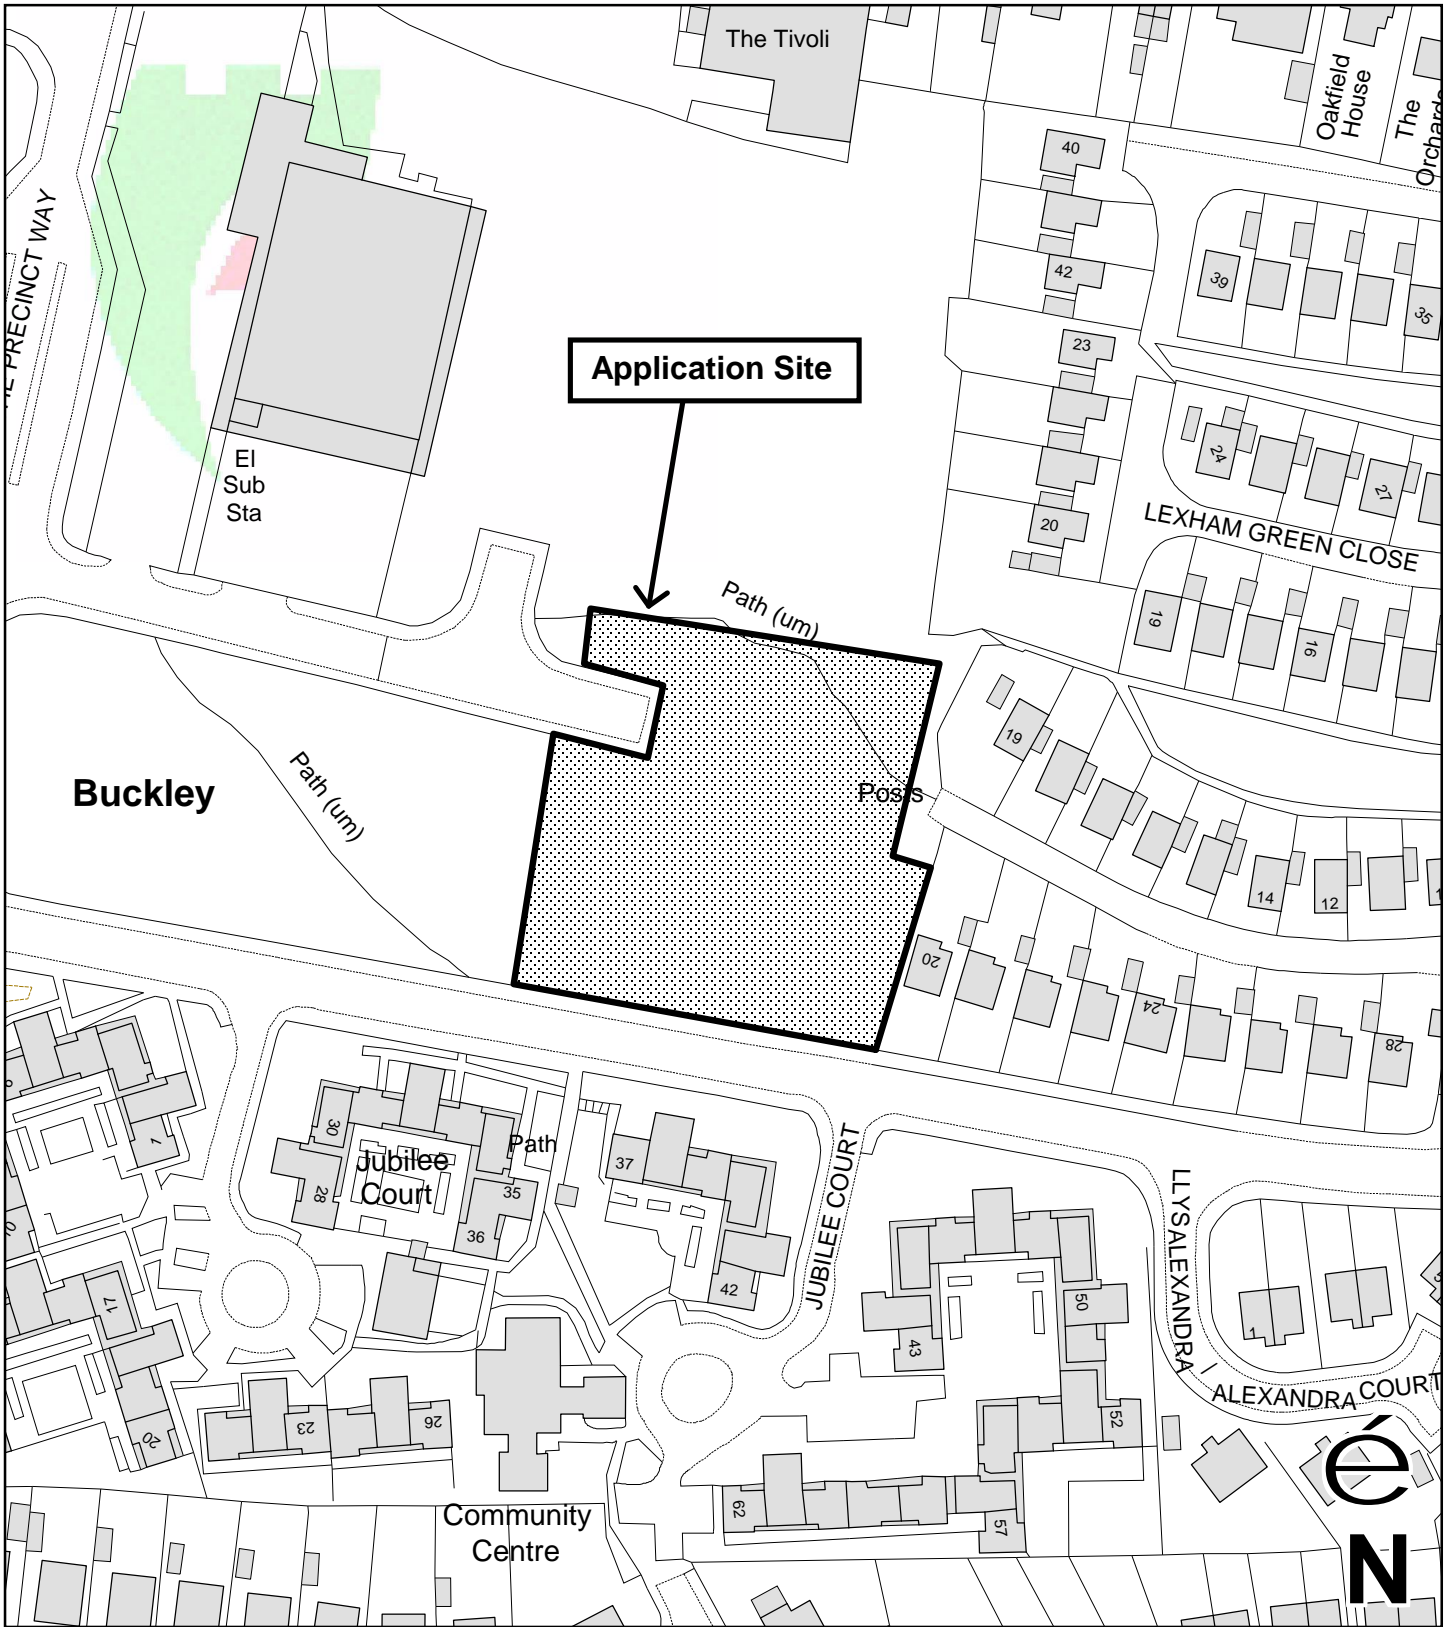 The Tivoli
Oakfield
House
The
Orchards
40
42
39
35
23
PRECINCT WAY
Application Site
El
Sub
Sta
24
27
20
LEXHAM GREEN CLOSE
Path (um)
19
16
19
Buckley
Path (um)
Posts
14
12
20
24
28
30
Jubilee
Court
Path
28
35
36
37
42
JUBILEE COURT
7
17
20
23
26
43
50
52
LLYSALEXANDRA
1
ALEXANDRA COURT
Community
Centre
62
57
é
N